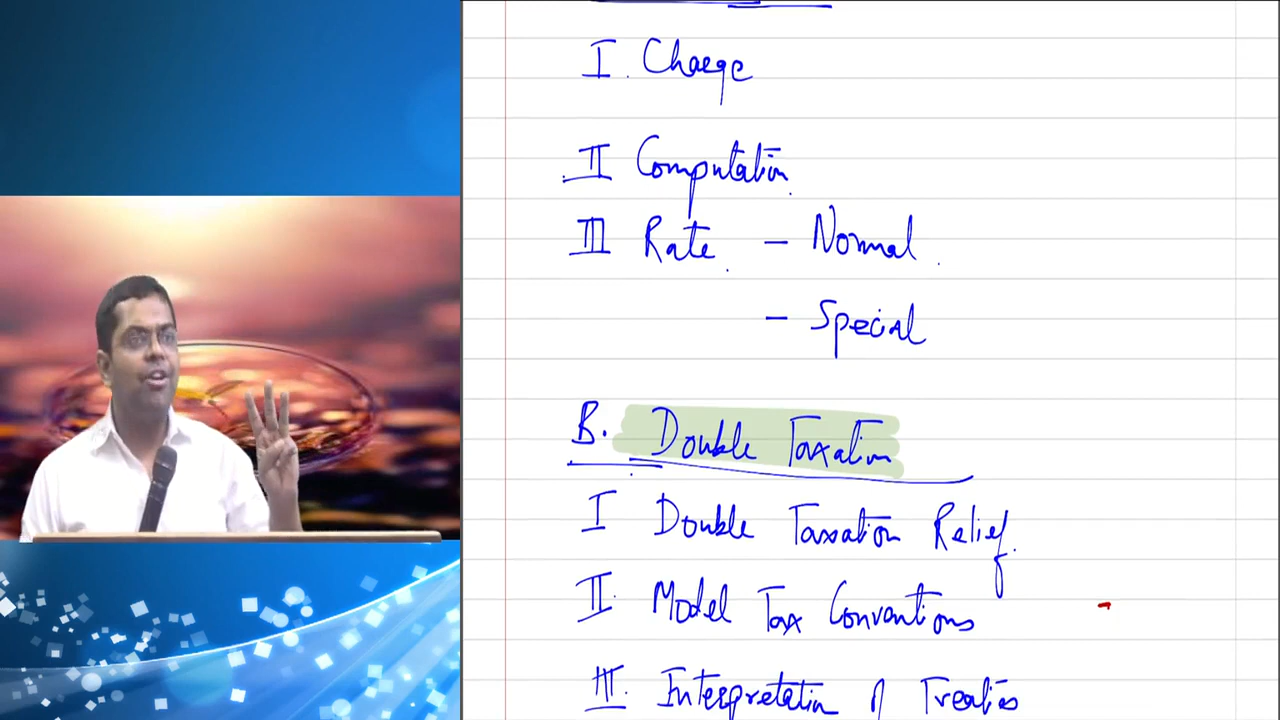 I. Charge
II Computation
III Rate - Normal
- Special
B. Double Taxation
I Double Taxation Relief.
II. Model Tax Conventions
III. Interpretation of Treaties